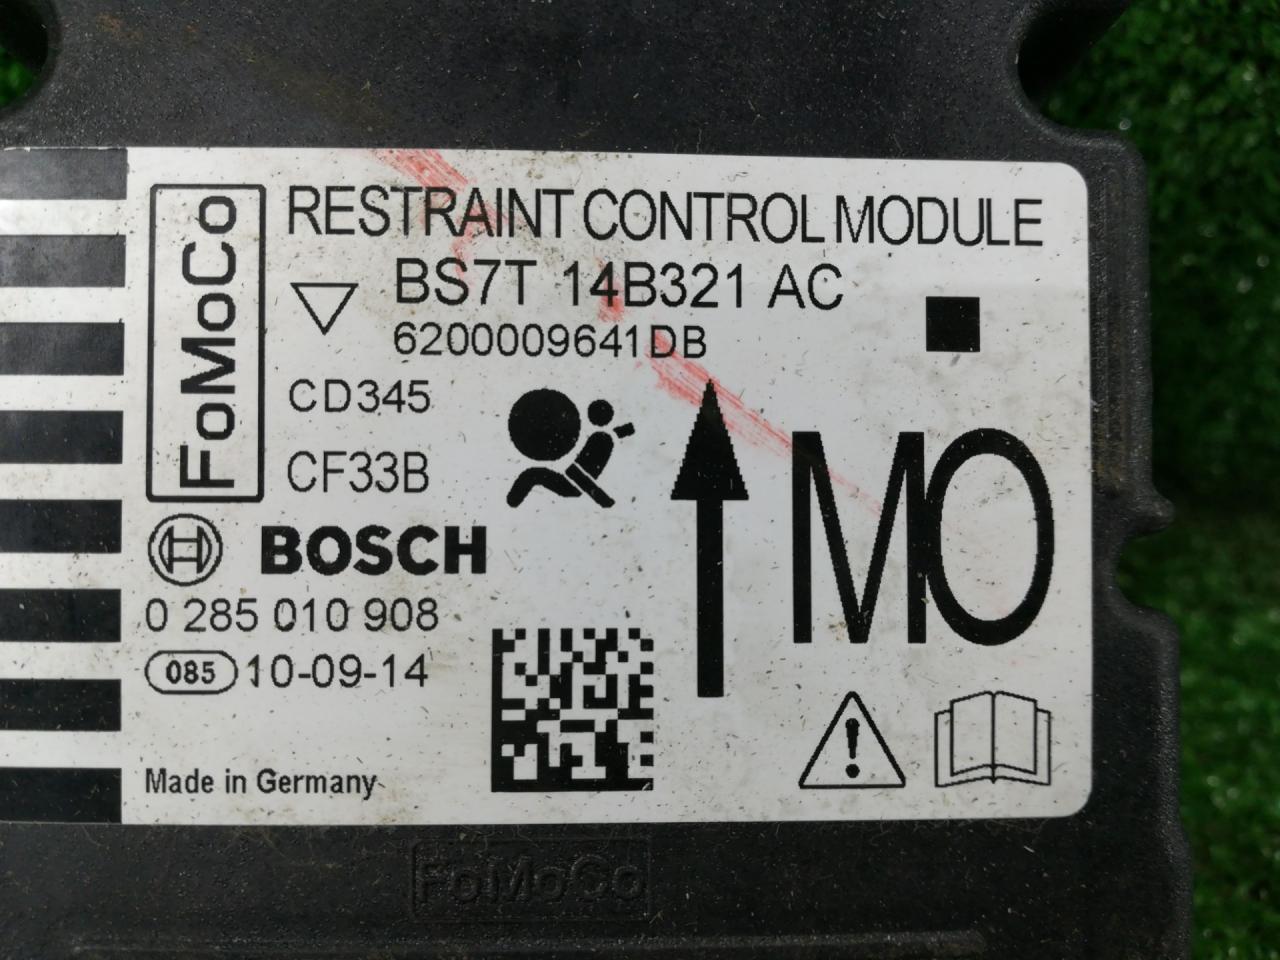 FoMoCo
RESTRAINT CONTROL MODULE
BS7T 14B321 AC
6200009641DB
CD345
CF33B
MO
BOSCH
0 285 010 908
085 10-09-14
Made in Germany
FoMoCo